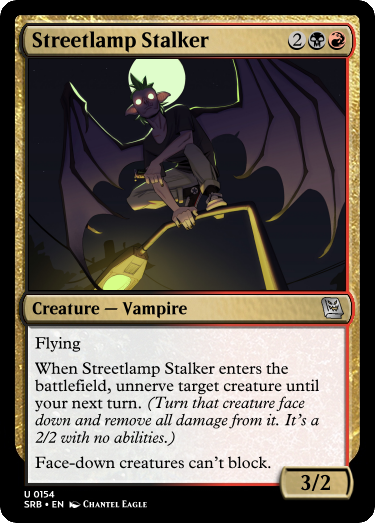 Streetlamp Stalker 2
Creature — Vampire
Flying
When Streetlamp Stalker enters the
battlefield, unnerve target creature until
your next turn. (Turn that creature face
down and remove all damage from it. It's a
2/2 with no abilities.)
Face-down creatures can't block.
3/2
U 0154
SRB • EN Chantel Eagle